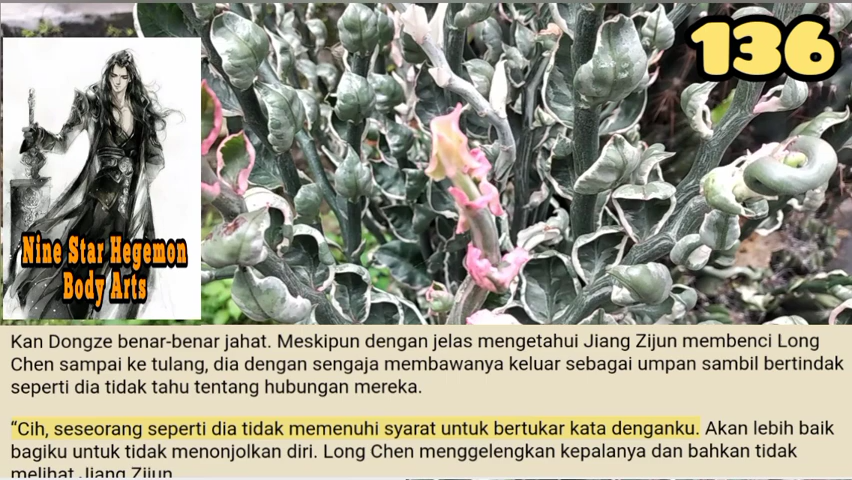 136
Nine Star Hegemon
Body Arts
Kan Dongze benar-benar jahat. Meskipun dengan jelas mengetahui Jiang Zijun membenci Long
Chen sampai ke tulang, dia dengan sengaja membawanya keluar sebagai umpan sambil bertindak
seperti dia tidak tahu tentang hubungan mereka.
“Cih, seseorang seperti dia tidak memenuhi syarat untuk bertukar kata denganku. Akan lebih baik
bagiku untuk tidak menonjolkan diri. Long Chen menggelengkan kepalanya dan bahkan tidak
melihat Jiang Zijun